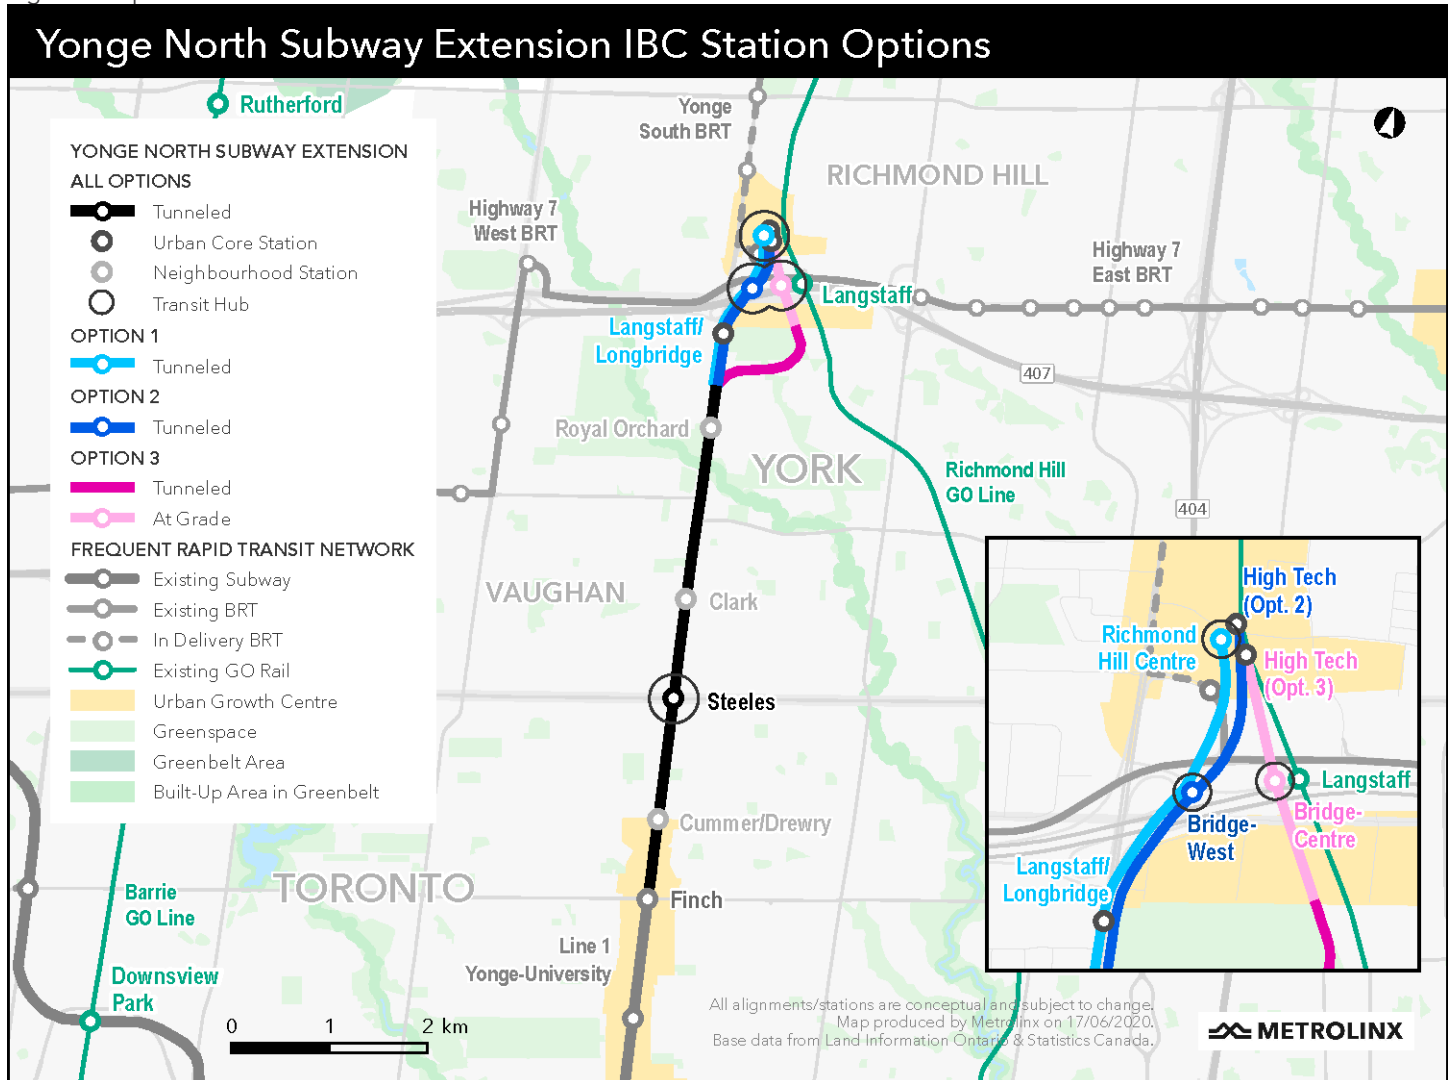 Yonge North Subway Extension IBC Station Options
Rutherford
YONGE NORTH SUBWAY EXTENSION
ALL OPTIONS
Tunneled
Urban Core Station
Neighbourhood Station
Transit Hub
OPTION 1
Tunneled
OPTION 2
Tunneled
OPTION 3
Tunneled
At Grade
FREQUENT RAPID TRANSIT NETWORK
Existing Subway
Existing BRT
In Delivery BRT
Existing GO Rail
Urban Growth Centre
Greenspace
Greenbelt Area
Built-Up Area in Greenbelt
Yonge
South BRT
RICHMOND HILL
Highway 7
West BRT
Highway 7
East BRT
Langstaff
Langstaff/
Longbridge
407
Royal Orchard
YORK
Richmond Hill
GO Line
404
VAUGHAN
Clark
Steeles
Cummer/Drewry
TORONTO
Finch
Barrie
GO Line
Line 1
Yonge-University
Downsview
Park
0 1 2 km
High Tech
(Opt. 2)
Richmond
Hill Centre
High Tech
(Opt. 3)
Langstaff
Bridge-
Centre
Bridge-
West
Langstaff/
Longbridge
All alignments/stations are conceptual and subject to change.
Map produced by Metrolinx on 17/06/2020.
Base data from Land Information Ontario & Statistics Canada.
METROLINX